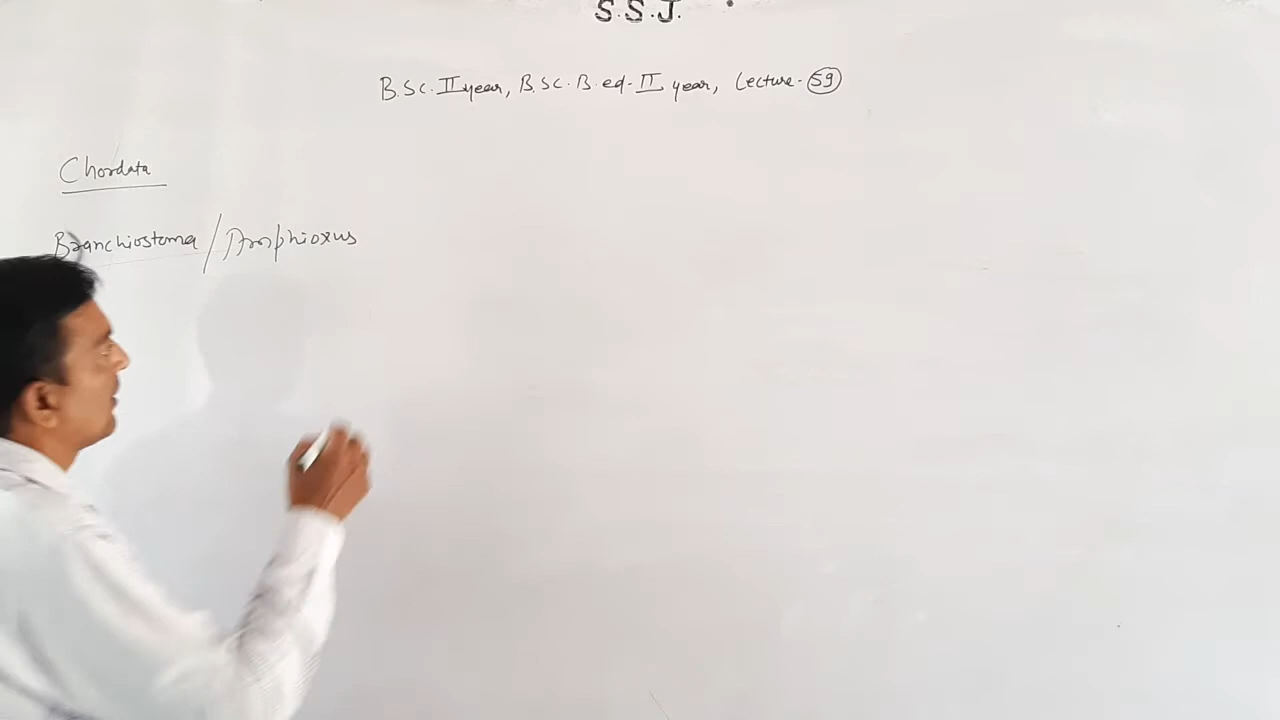 S.S.J.
B.Sc. II year, B.Sc. B.ed. II year, Lecture - 59
Chordata
Branchiostoma / Amphioxus